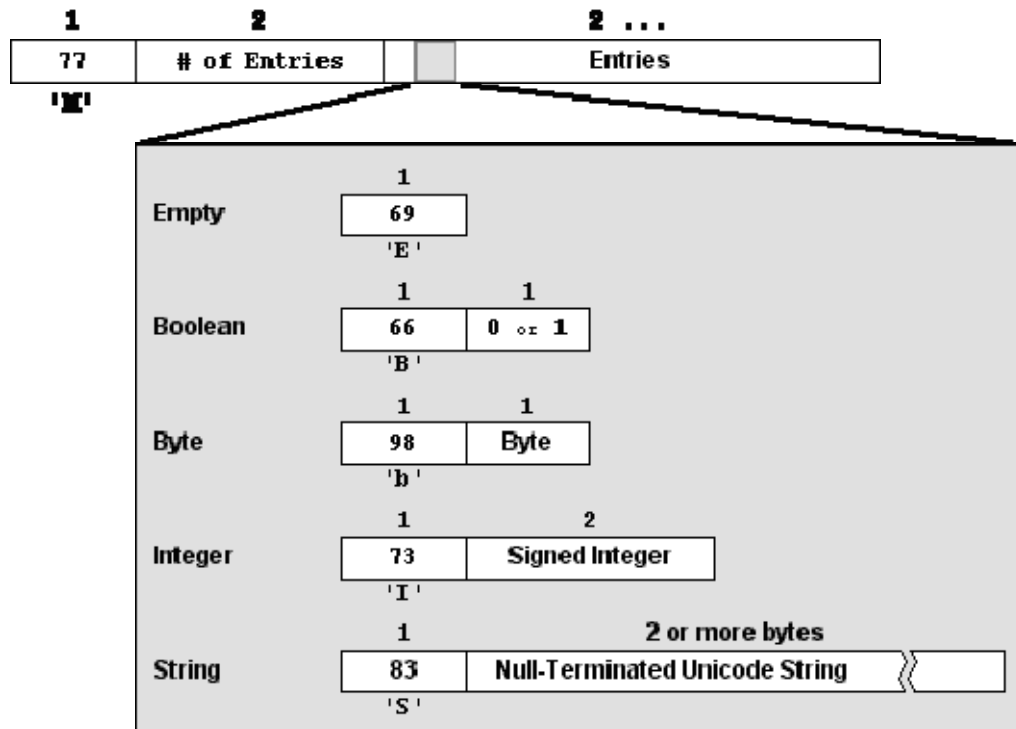 1 2 2 ...
77 # of Entries Entries
'M'
1
Empty 69
'E'
1 1
Boolean 66 0 or 1
'B'
1 1
Byte 98 Byte
'b'
1 2
Integer 73 Signed Integer
'I'
1 2 or more bytes
String 83 Null-Terminated Unicode String
'S'